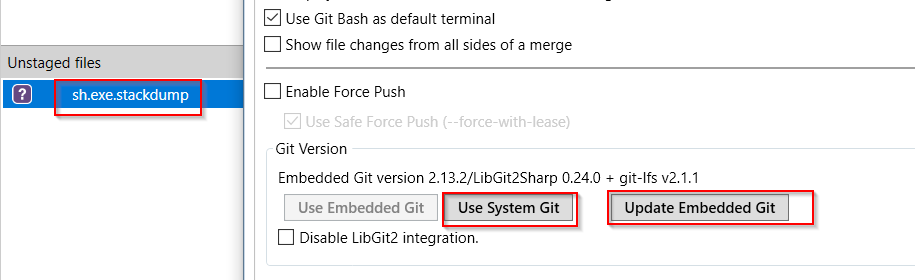 Use Git Bash as default terminal
Show file changes from all sides of a merge
Unstaged files
? sh.exe.stackdump
Enable Force Push
Use Safe Force Push (--force-with-lease)
Git Version
Embedded Git version 2.13.2/LibGit2Sharp 0.24.0 + git-lfs v2.1.1
Use Embedded Git Use System Git Update Embedded Git
Disable LibGit2 integration.